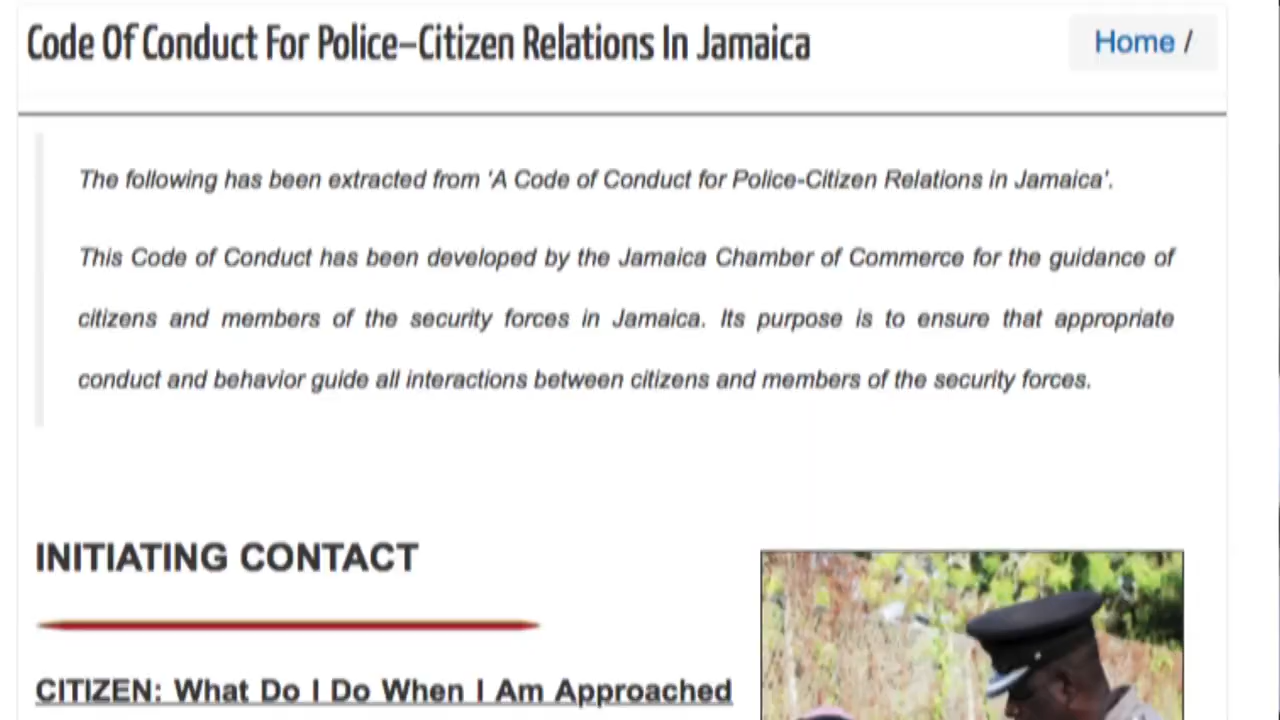 Code Of Conduct For Police–Citizen Relations In Jamaica
Home /
The following has been extracted from 'A Code of Conduct for Police-Citizen Relations in Jamaica'.
This Code of Conduct has been developed by the Jamaica Chamber of Commerce for the guidance of
citizens and members of the security forces in Jamaica. Its purpose is to ensure that appropriate
conduct and behavior guide all interactions between citizens and members of the security forces.
INITIATING CONTACT
CITIZEN: What Do I Do When I Am Approached